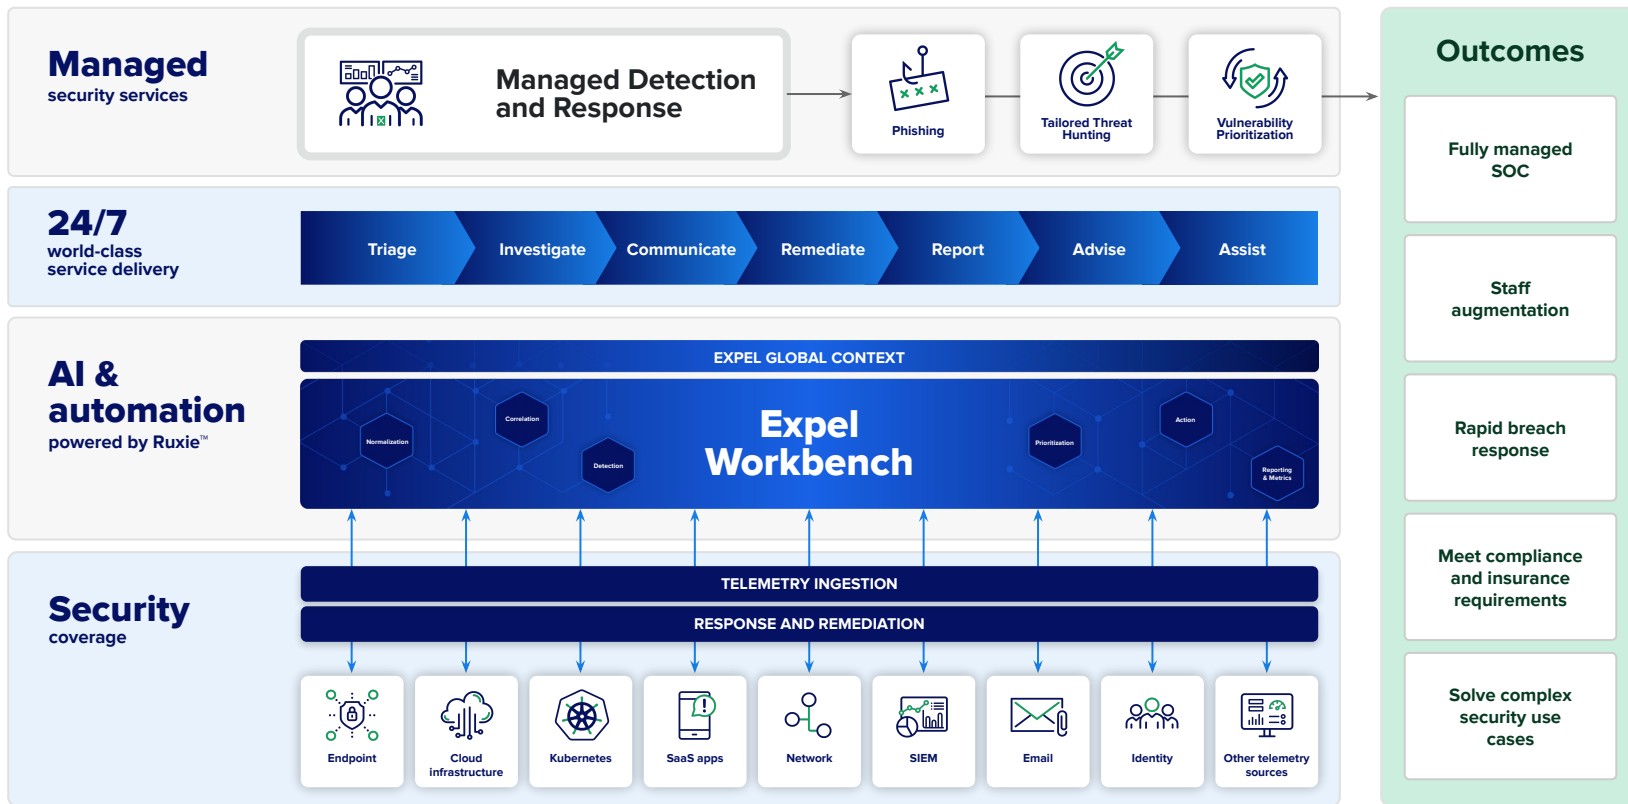 Managed
security services
Managed Detection
and Response
Phishing
Tailored Threat
Hunting
Vulnerability
Prioritization
24/7
world-class
service delivery
Triage
Investigate
Communicate
Remediate
Report
Advise
Assist
AI &
automation
powered by Ruxie™
EXPEL GLOBAL CONTEXT
Normalization
Correlation
Detection
Expel
Workbench
Prioritization
Action
Reporting
& Metrics
Security
coverage
TELEMETRY INGESTION
RESPONSE AND REMEDIATION
Endpoint
Cloud
infrastructure
Kubernetes
SaaS apps
Network
SIEM
Email
Identity
Other telemetry
sources
Outcomes
Fully managed
SOC
Staff
augmentation
Rapid breach
response
Meet compliance
and insurance
requirements
Solve complex
security use
cases